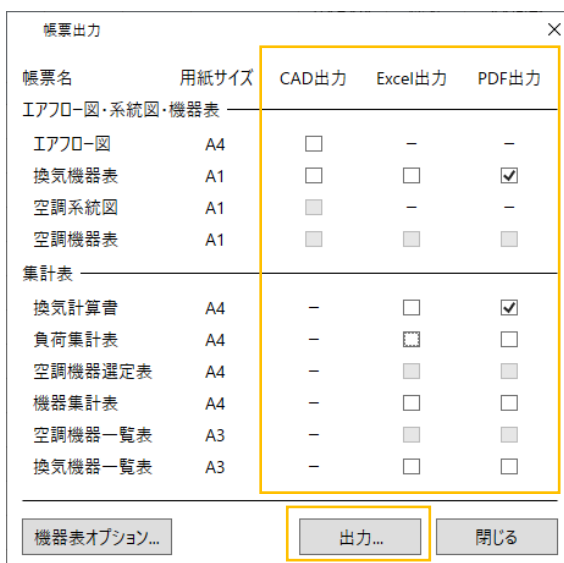 帳票出力
帳票名 用紙サイズ CAD出力 Excel出力 PDF出力
エアフロー図・系統図・機器表
エアフロー図 A4 – –
換気機器表 A1
空調系統図 A1 – –
空調機器表 A1
集計表
換気計算書 A4 –
負荷集計表 A4 –
空調機器選定表 A4 –
機器集計表 A4 –
空調機器一覧表 A3 –
換気機器一覧表 A3 –
機器表オプション... 出力... 閉じる